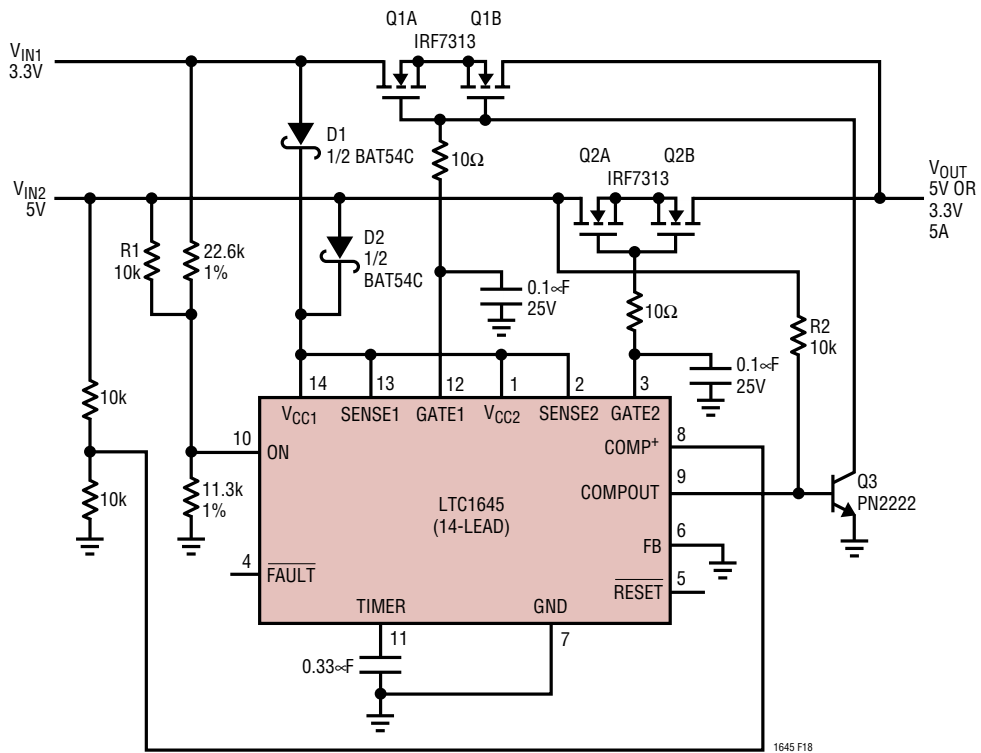 Q1A Q1B
IRF7313
VIN1
3.3V
D1
1/2 BAT54C
10Ω
Q2A Q2B
IRF7313
VOUT
5V OR
3.3V
5A
VIN2
5V
R1
10k
22.6k
1%
D2
1/2
BAT54C
0.1∝F
25V
10Ω
R2
10k
0.1∝F
25V
10k
14 13 12 1 2 3
VCC1 SENSE1 GATE1 VCC2 SENSE2 GATE2
10
ON
COMP+
8
10k
11.3k
1%
COMPOUT
9
Q3
PN2222
LTC1645
(14-LEAD)
FB
6
4
FAULT
RESET
5
TIMER GND
11 7
0.33∝F
1645 F18